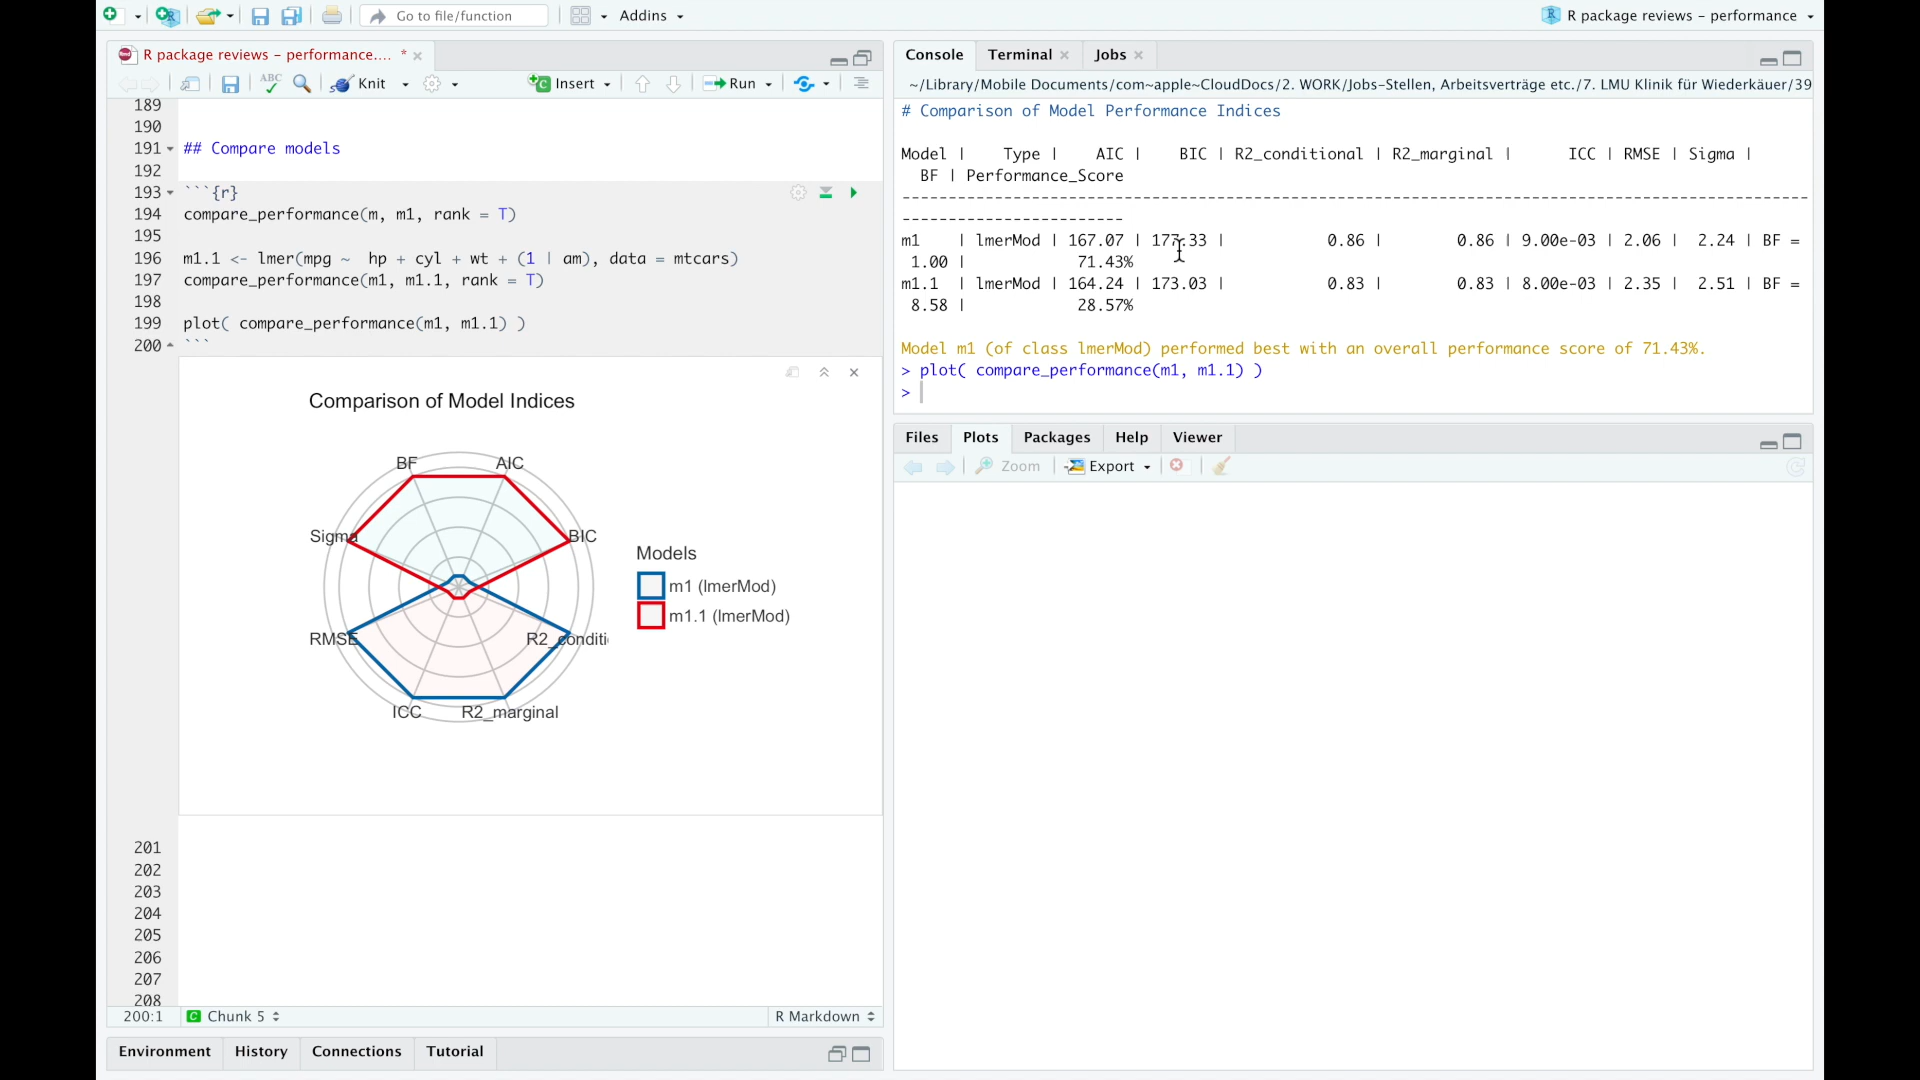 Go to file/function
Addins
R package reviews – performance
R package reviews – performance.... *
ABC
Knit
Insert
Run
189
190
191 ## Compare models
192
193 ```{r}
194 compare_performance(m, m1, rank = T)
195
196 m1.1 <- lmer(mpg ~  hp + cyl + wt + (1 | am), data = mtcars)
197 compare_performance(m1, m1.1, rank = T)
198
199 plot( compare_performance(m1, m1.1) )
200 ```
Comparison of Model Indices
BF
AIC
Sigma
BIC
RMSE
R2_conditi
ICC
R2_marginal
Models
m1 (lmerMod)
m1.1 (lmerMod)
201
202
203
204
205
206
207
208
200:1
C Chunk 5
R Markdown
Environment
History
Connections
Tutorial
Console
Terminal
Jobs
~/Library/Mobile Documents/com~apple~CloudDocs/2. WORK/Jobs-Stellen, Arbeitsverträge etc./7. LMU Klinik für Wiederkäuer/39
# Comparison of Model Performance Indices
Model |    Type |    AIC |    BIC | R2_conditional | R2_marginal |      ICC | RMSE | Sigma |
BF | Performance_Score
---------------------------------------------------------------------------------------------------
------------------------
m1    | lmerMod | 167.07 | 177.33 |           0.86 |        0.86 | 9.00e-03 | 2.06 |  2.24 | BF =
1.00 |            71.43%
m1.1  | lmerMod | 164.24 | 173.03 |           0.83 |        0.83 | 8.00e-03 | 2.35 |  2.51 | BF =
8.58 |            28.57%
Model m1 (of class lmerMod) performed best with an overall performance score of 71.43%.
> plot( compare_performance(m1, m1.1) )
>
Files
Plots
Packages
Help
Viewer
Zoom
Export